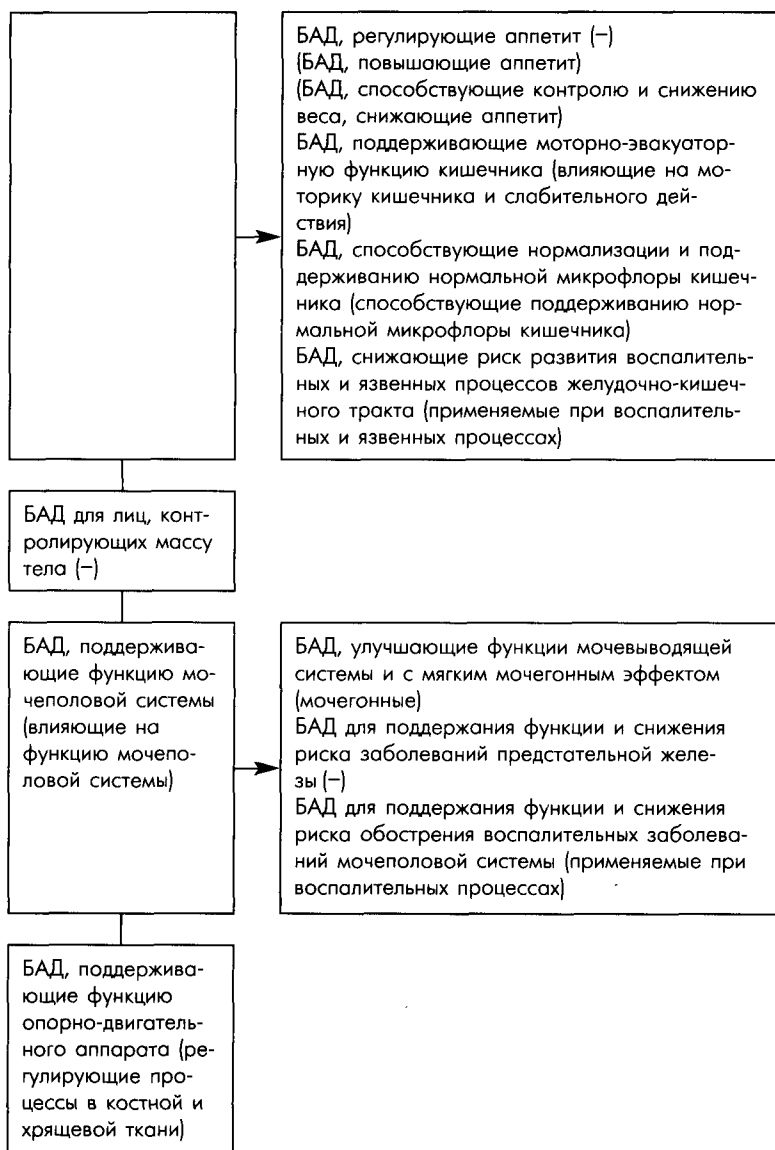 БАД, регулирующие аппетит (–)
(БАД, повышающие аппетит)
(БАД, способствующие контролю и снижению
веса, снижающие аппетит)
БАД, поддерживающие моторно-эвакуатор-
ную функцию кишечника (влияющие на мо-
торику кишечника и слабительного дей-
ствия)
БАД, способствующие нормализации и под-
держиванию нормальной микрофлоры кишеч-
ника (способствующие поддерживанию нор-
мальной микрофлоры кишечника)
БАД, снижающие риск развития воспалитель-
ных и язвенных процессов желудочно-кишеч-
ного тракта (применяемые при воспалитель-
ных и язвенных процессах)
БАД для лиц, конт-
ролирующих массу
тела (–)
БАД, поддержива-
ющие функцию мо-
чеполовой системы
(влияющие на
функцию мочепо-
ловой системы)
БАД, улучшающие функции мочевыводящей
системы и с мягким мочегонным эффектом
(мочегонные)
БАД для поддержания функции и снижения
риска заболеваний предстательной желе-
зы (–)
БАД для поддержания функции и снижения
риска обострения воспалительных заболева-
ний мочеполовой системы (применяемые при
воспалительных процессах)
БАД, поддержива-
ющие функцию
опорно-двигатель-
ного аппарата (ре-
гулирующие про-
цессы в костной и
хрящевой ткани)